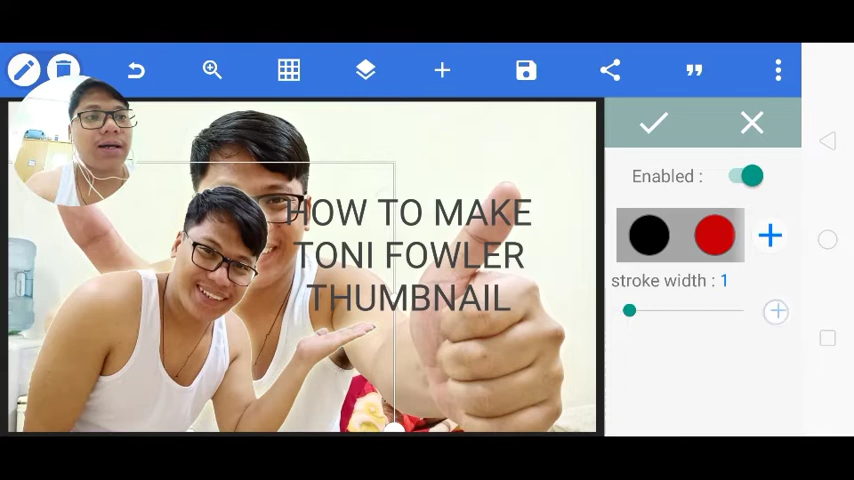 Enabled :
HOW TO MAKE
TONI FOWLER
THUMBNAIL
stroke width : 1